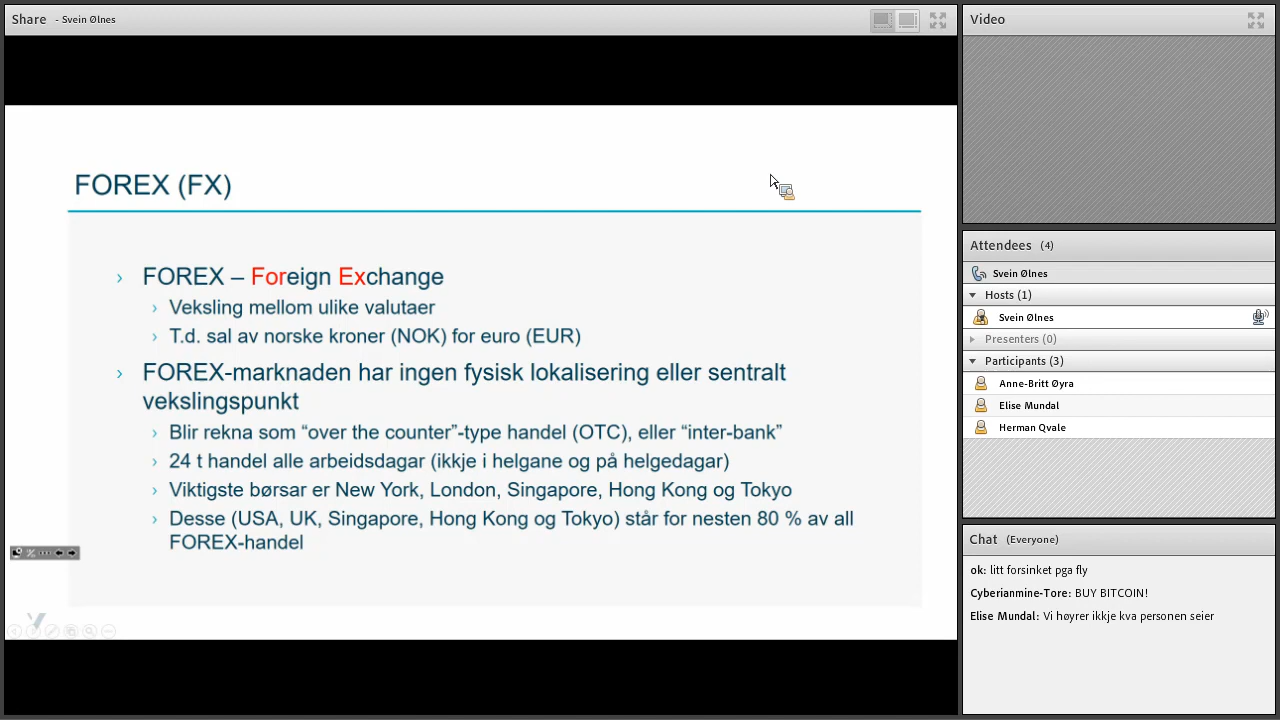 Share - Svein Ølnes
FOREX (FX)
FOREX – Foreign Exchange
Veksling mellom ulike valutaer
T.d. sal av norske kroner (NOK) for euro (EUR)
FOREX-marknaden har ingen fysisk lokalisering eller sentralt
vekslingspunkt
Blir rekna som “over the counter”-type handel (OTC), eller “inter-bank”
24 t handel alle arbeidsdagar (ikkje i helgane og på helgedagar)
Viktigste børsar er New York, London, Singapore, Hong Kong og Tokyo
Desse (USA, UK, Singapore, Hong Kong og Tokyo) står for nesten 80 % av all
FOREX-handel
Video
Attendees (4)
Svein Ølnes
Hosts (1)
Svein Ølnes
Presenters (0)
Participants (3)
Anne-Britt Øyra
Elise Mundal
Herman Qvale
Chat (Everyone)
ok: litt forsinket pga fly
Cyberianmine-Tore: BUY BITCOIN!
Elise Mundal: Vi høyrer ikkje kva personen seier